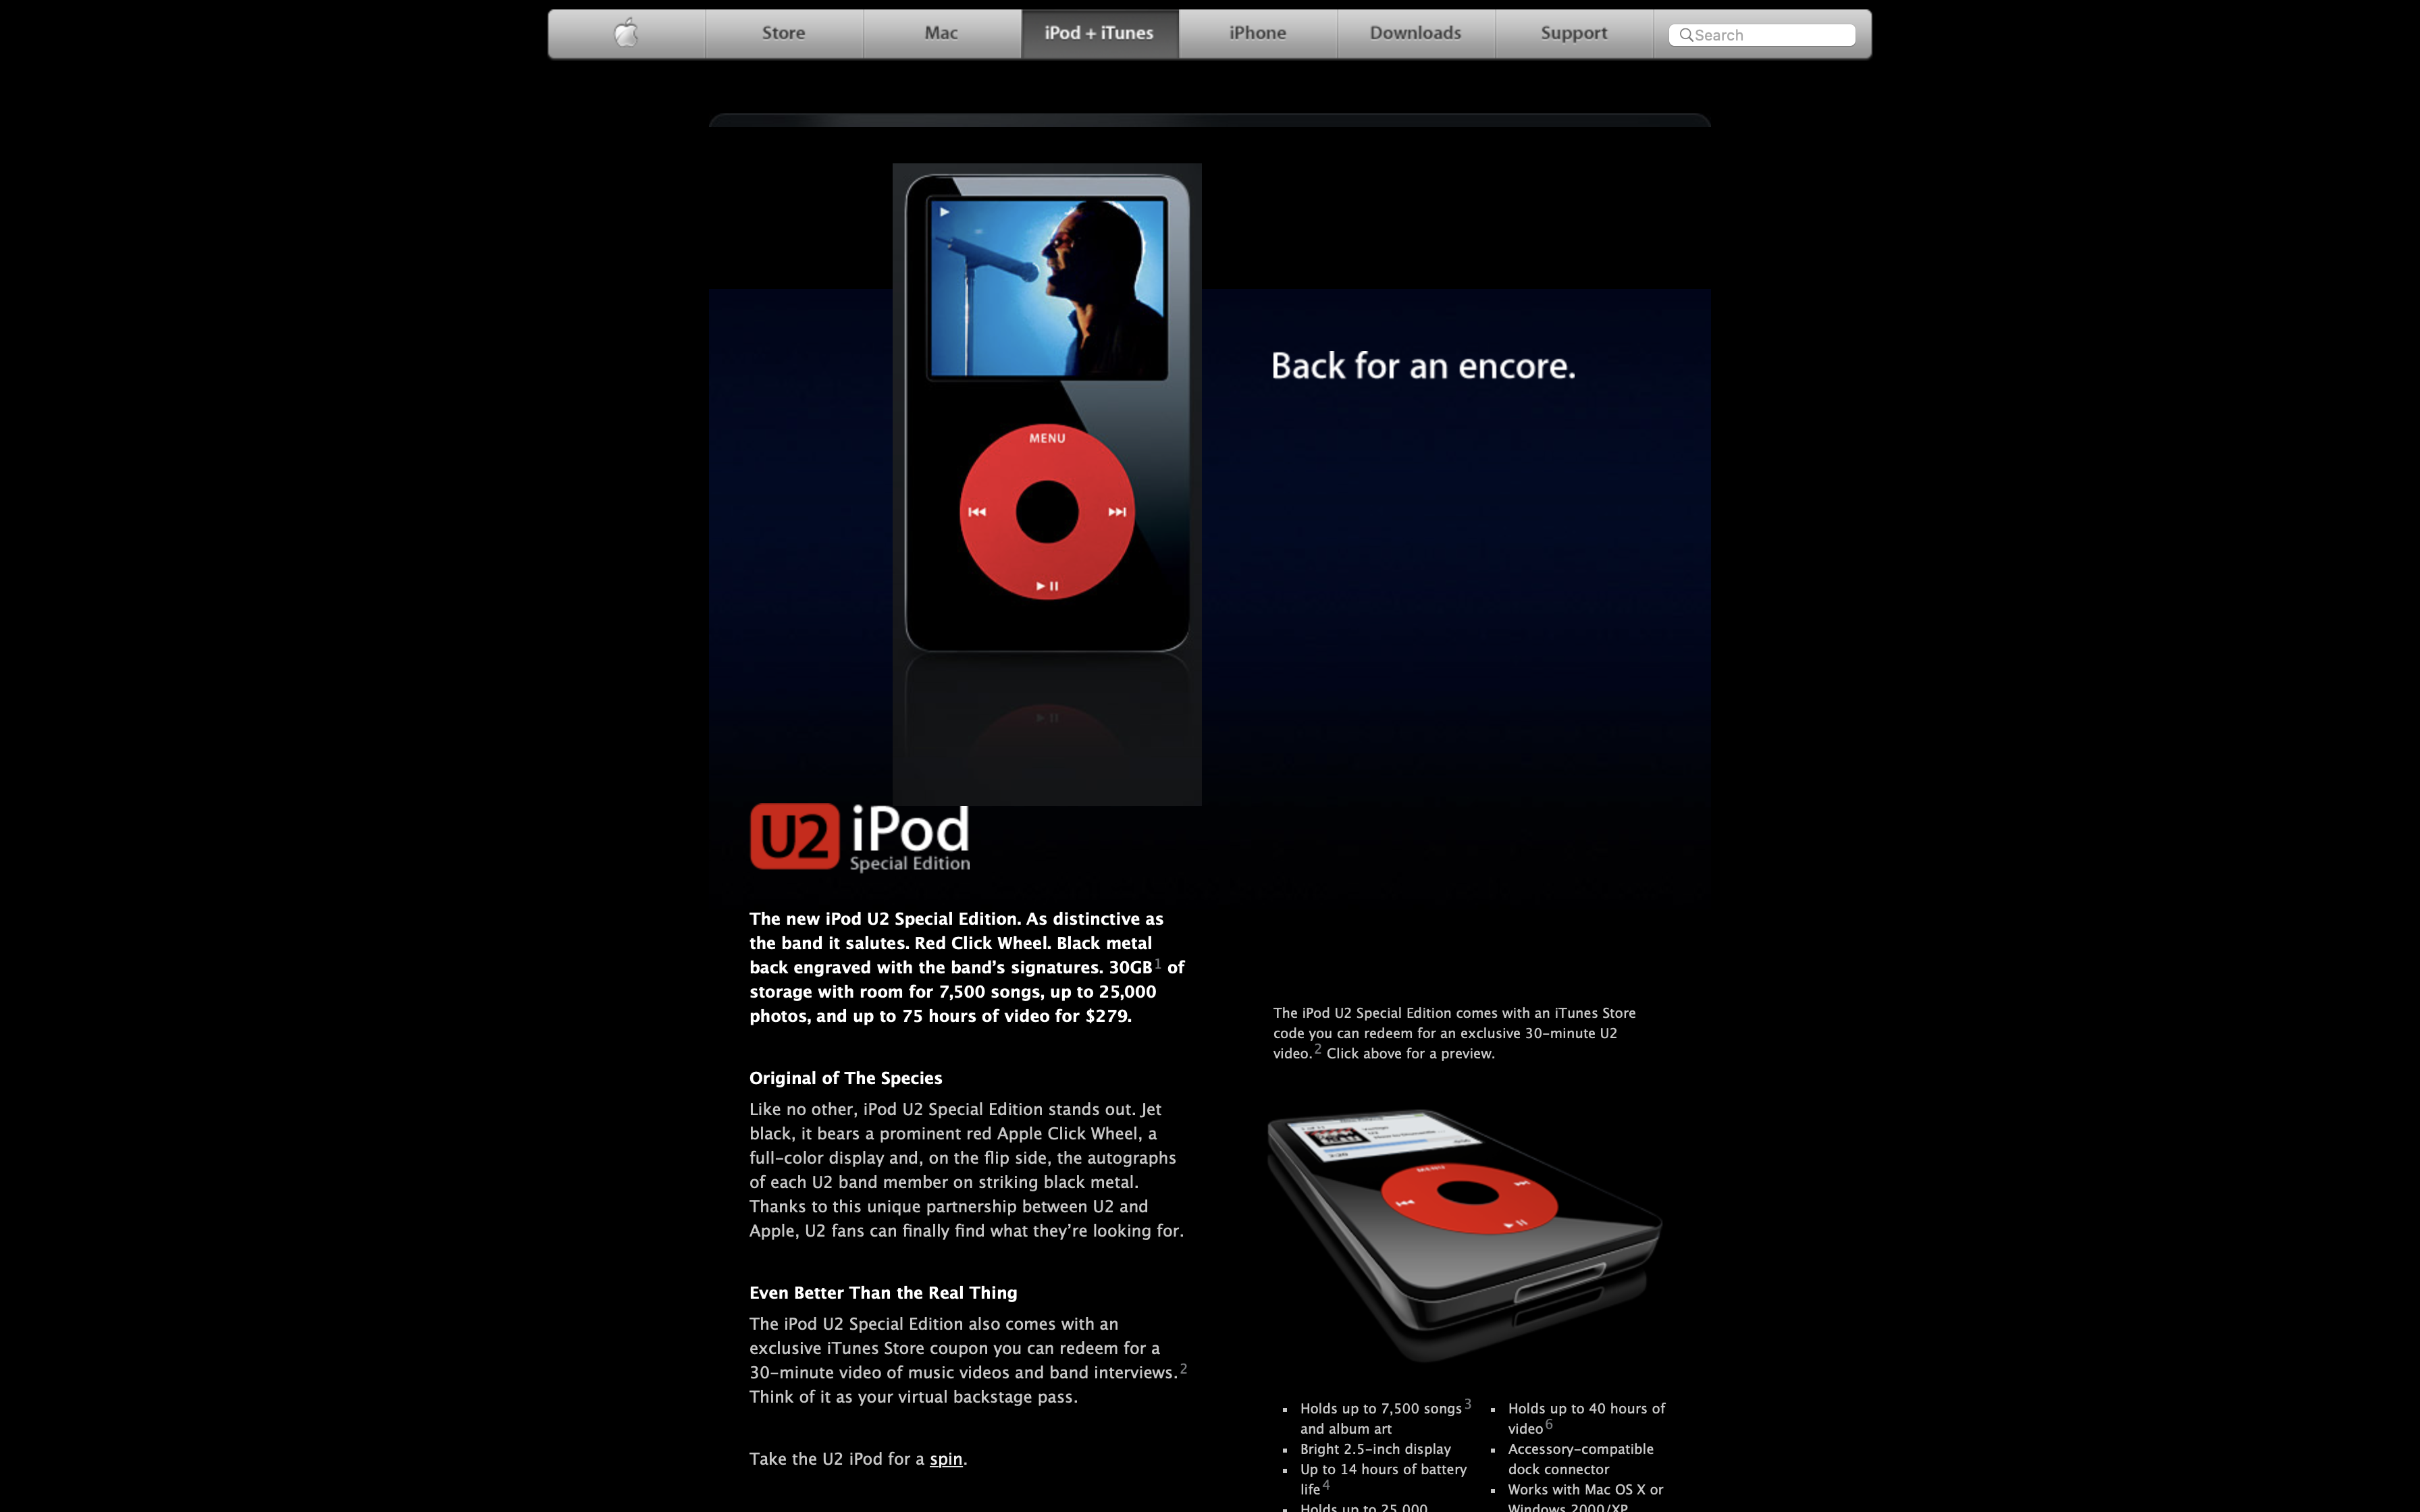 Store
Mac
iPod + iTunes
iPhone
Downloads
Support
Search
MENU
Back for an encore.
U2 iPod
Special Edition
The new iPod U2 Special Edition. As distinctive as
the band it salutes. Red Click Wheel. Black metal
back engraved with the band’s signatures. 30GB1 of
storage with room for 7,500 songs, up to 25,000
photos, and up to 75 hours of video for $279.
Original of The Species
Like no other, iPod U2 Special Edition stands out. Jet
black, it bears a prominent red Apple Click Wheel, a
full-color display and, on the flip side, the autographs
of each U2 band member on striking black metal.
Thanks to this unique partnership between U2 and
Apple, U2 fans can finally find what they’re looking for.
Even Better Than the Real Thing
The iPod U2 Special Edition also comes with an
exclusive iTunes Store coupon you can redeem for a
30-minute video of music videos and band interviews.2
Think of it as your virtual backstage pass.
Take the U2 iPod for a spin.
The iPod U2 Special Edition comes with an iTunes Store
code you can redeem for an exclusive 30-minute U2
video.2 Click above for a preview.
Vertigo
U2
MENU
Holds up to 7,500 songs3
and album art
Bright 2.5-inch display
Up to 14 hours of battery
life4
Holds up to 25,000
Holds up to 40 hours of
video6
Accessory-compatible
dock connector
Works with Mac OS X or
Windows 2000/XP